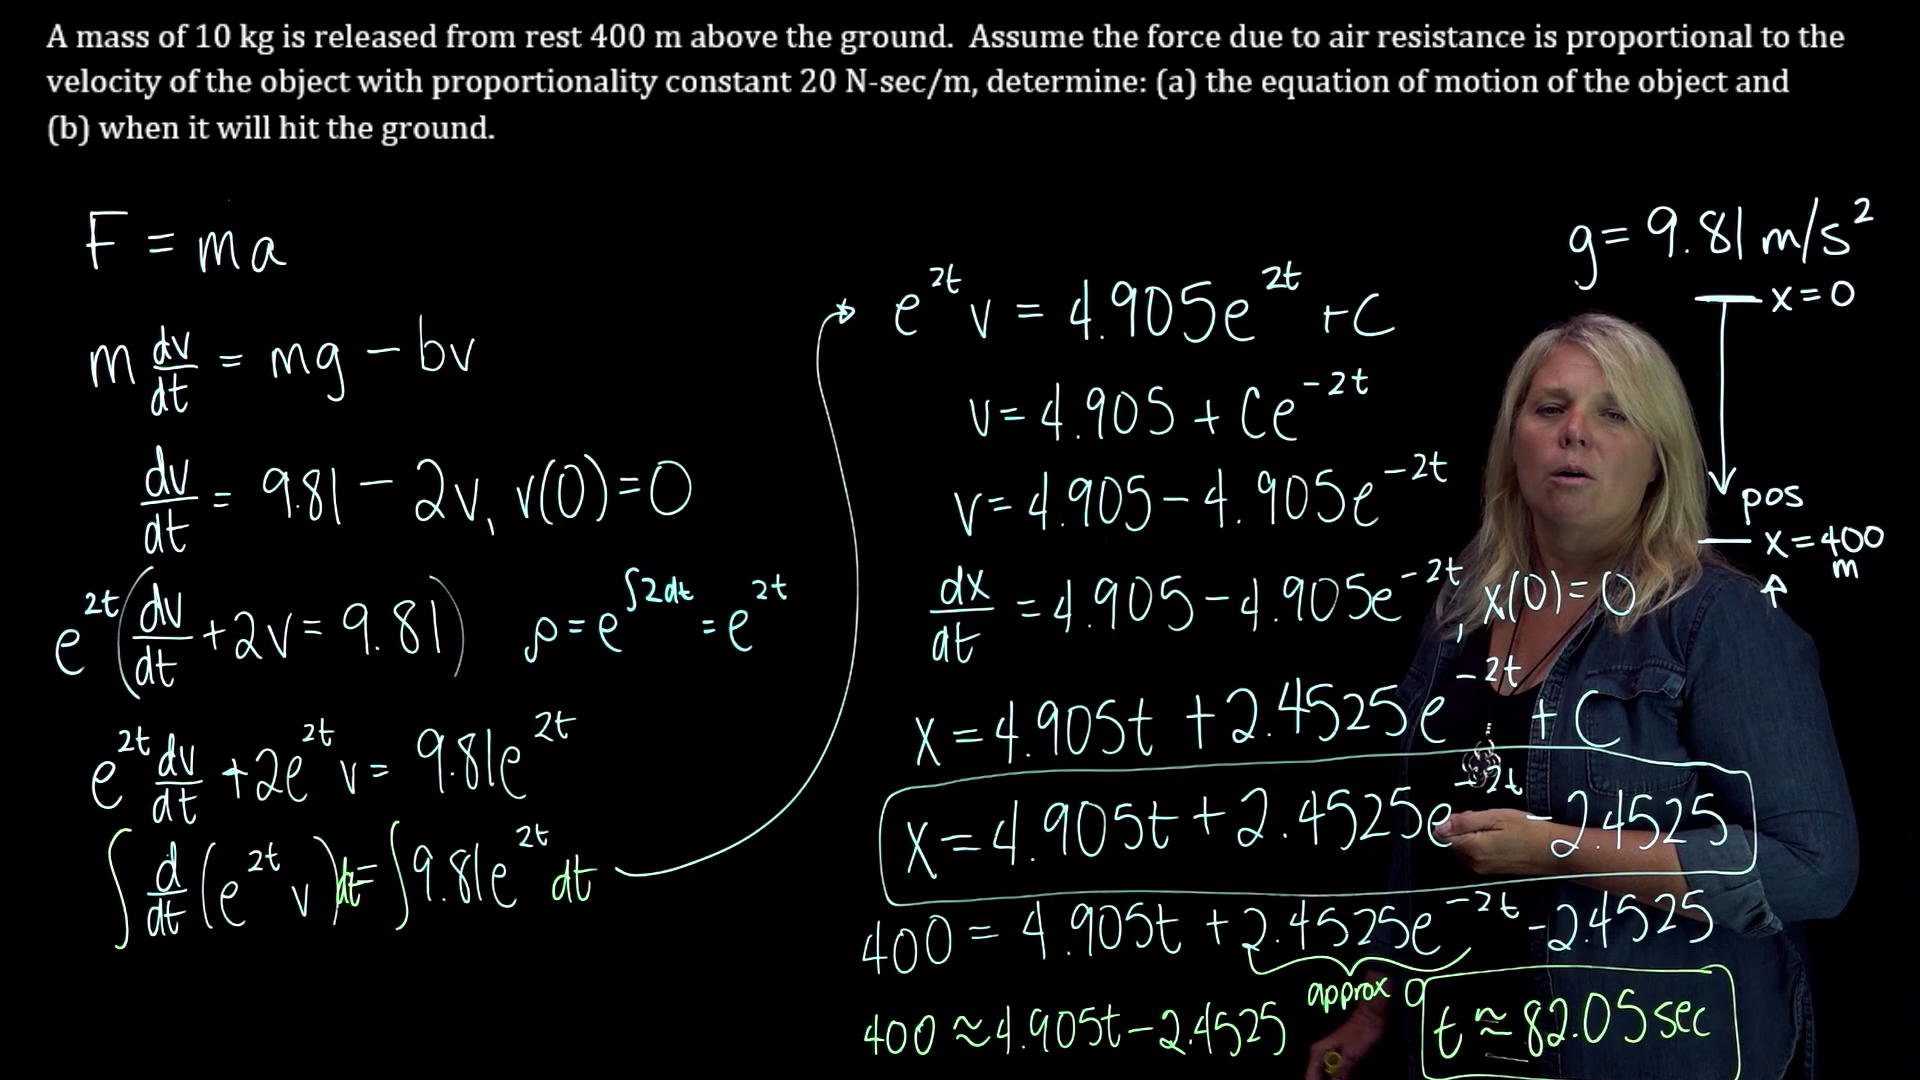 A mass of 10 kg is released from rest 400 m above the ground. Assume the force due to air resistance is proportional to the
velocity of the object with proportionality constant 20 N-sec/m, determine: (a) the equation of motion of the object and
(b) when it will hit the ground.
F = ma
m dv/dt = mg - bv
dv/dt = 9.81 - 2v, v(0)=0
e^2t (dv/dt + 2v = 9.81) ρ = e^∫2dt = e^2t
e^2t dv/dt + 2e^2t v = 9.81e^2t
∫ d/dt (e^2t v) dt = ∫ 9.81e^2t dt
e^2t v = 4.905e^2t + C
v = 4.905 + Ce^-2t
v = 4.905 - 4.905e^-2t
dx/dt = 4.905 - 4.905e^-2t, x(0)=0
x = 4.905t + 2.4525e^-2t + C
x = 4.905t + 2.4525e^-2t - 2.4525
400 = 4.905t + 2.4525e^-2t - 2.4525
approx 0
400 ≈ 4.905t - 2.4525
t ≈ 82.05 sec
g = 9.81 m/s^2
x = 0
pos
x = 400
m